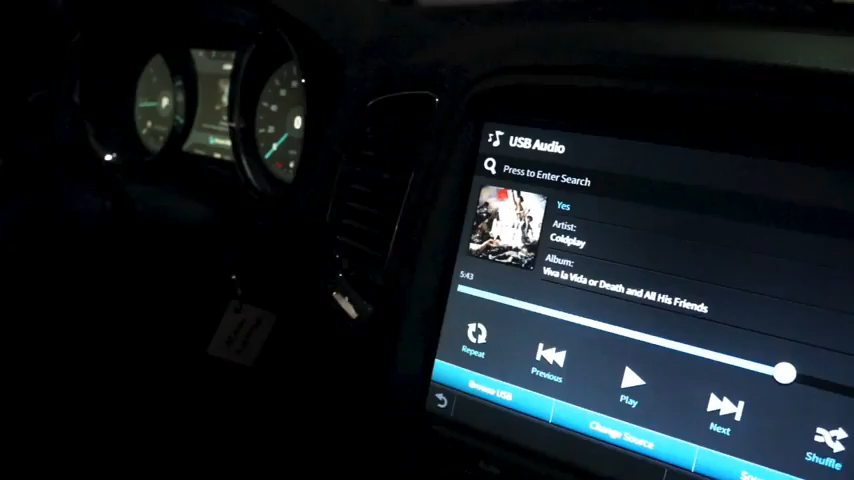 USB Audio
Press to Enter Search
Yes
Artist:
Coldplay
Album:
Viva la Vida or Death and All His Friends
5:43
Repeat
Previous
Play
Next
Shuffle
Browse USB
Change Source